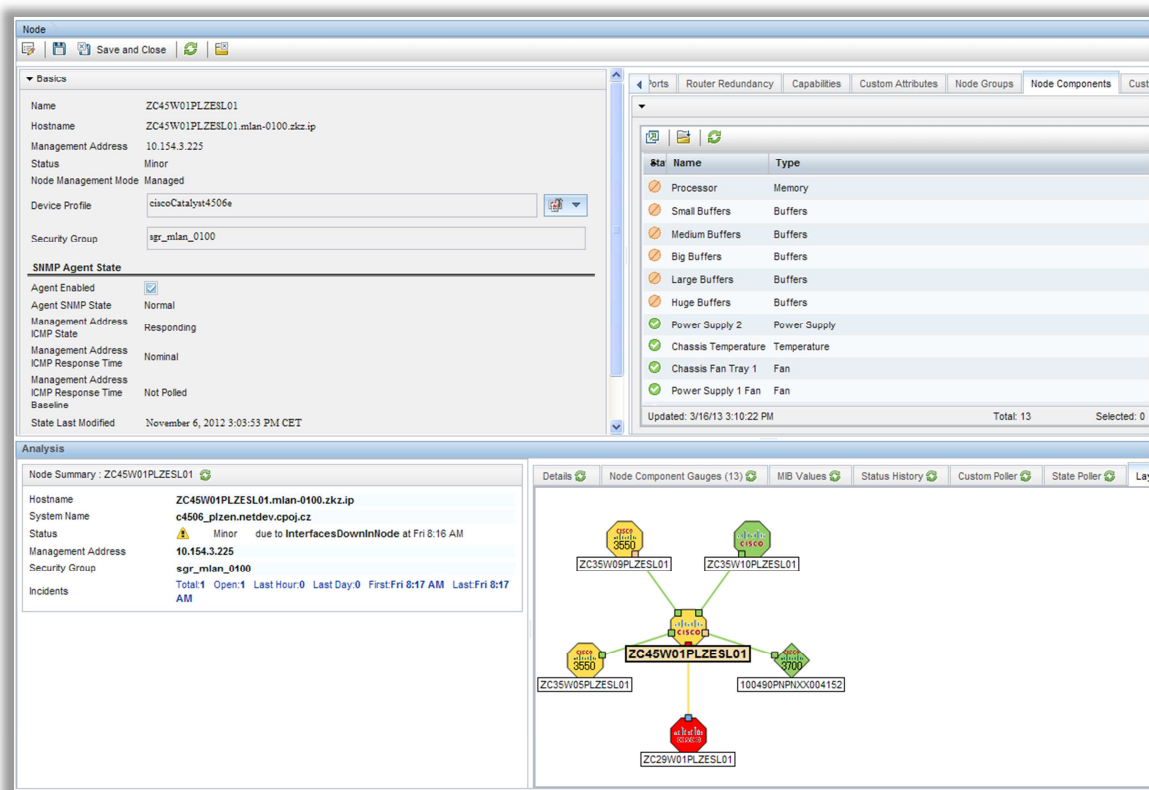 Node
Save and Close
Basics
Name ZC45W01PLZESL01
Hostname ZC45W01PLZESL01.mlan-0100.zkz.ip
Management Address 10.154.3.225
Status Minor
Node Management Mode Managed
Device Profile ciscoCatalyst4506e
Security Group sgr_mlan_0100
SNMP Agent State
Agent Enabled
Agent SNMP State Normal
Management Address
ICMP State Responding
Management Address
ICMP Response Time Nominal
Management Address
ICMP Response Time Not Polled
Baseline
State Last Modified November 6, 2012 3:03:53 PM CET
Ports Router Redundancy Capabilities Custom Attributes Node Groups Node Components Cust
Sta Name Type
Processor Memory
Small Buffers Buffers
Medium Buffers Buffers
Big Buffers Buffers
Large Buffers Buffers
Huge Buffers Buffers
Power Supply 2 Power Supply
Chassis Temperature Temperature
Chassis Fan Tray 1 Fan
Power Supply 1 Fan Fan
Updated: 3/16/13 3:10:22 PM Total: 13 Selected: 0
Analysis
Node Summary : ZC45W01PLZESL01
Hostname ZC45W01PLZESL01.mlan-0100.zkz.ip
System Name c4506_plzen.netdev.cpoj.cz
Status Minor due to InterfacesDownInNode at Fri 8:16 AM
Management Address 10.154.3.225
Security Group sgr_mlan_0100
Incidents Total:1 Open:1 Last Hour:0 Last Day:0 First:Fri 8:17 AM Last:Fri 8:17
AM
Details Node Component Gauges (13) MIB Values Status History Custom Poller State Poller Lay
CISCO
3550
ZC35W09PLZESL01
CISCO
ZC35W10PLZESL01
CISCO
ZC45W01PLZESL01
CISCO
3550
ZC35W05PLZESL01
CISCO
3700
100490PNPNXX004152
CISCO
ZC29W01PLZESL01